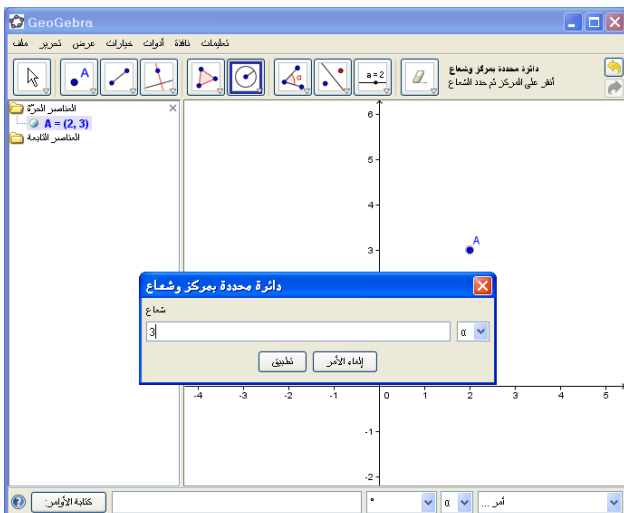 GeoGebra
ملف تحرير عرض خيارات أدوات نافذة تعليمات
A
α
a = 2
دائرة محددة بمركز وشعاع
أنقر على المركز ثم حدد الشعاع
العناصر الحرّة
A = (2, 3)
العناصر التابعة
6
5
4
3
A
دائرة محددة بمركز وشعاع
شعاع
3
α
تطبيق إلغاء الأمر
-4 -3 -2 -1 0 1 2 3 4 5
-1
-2
كتابة الأوامر:
°
α
أمر ...